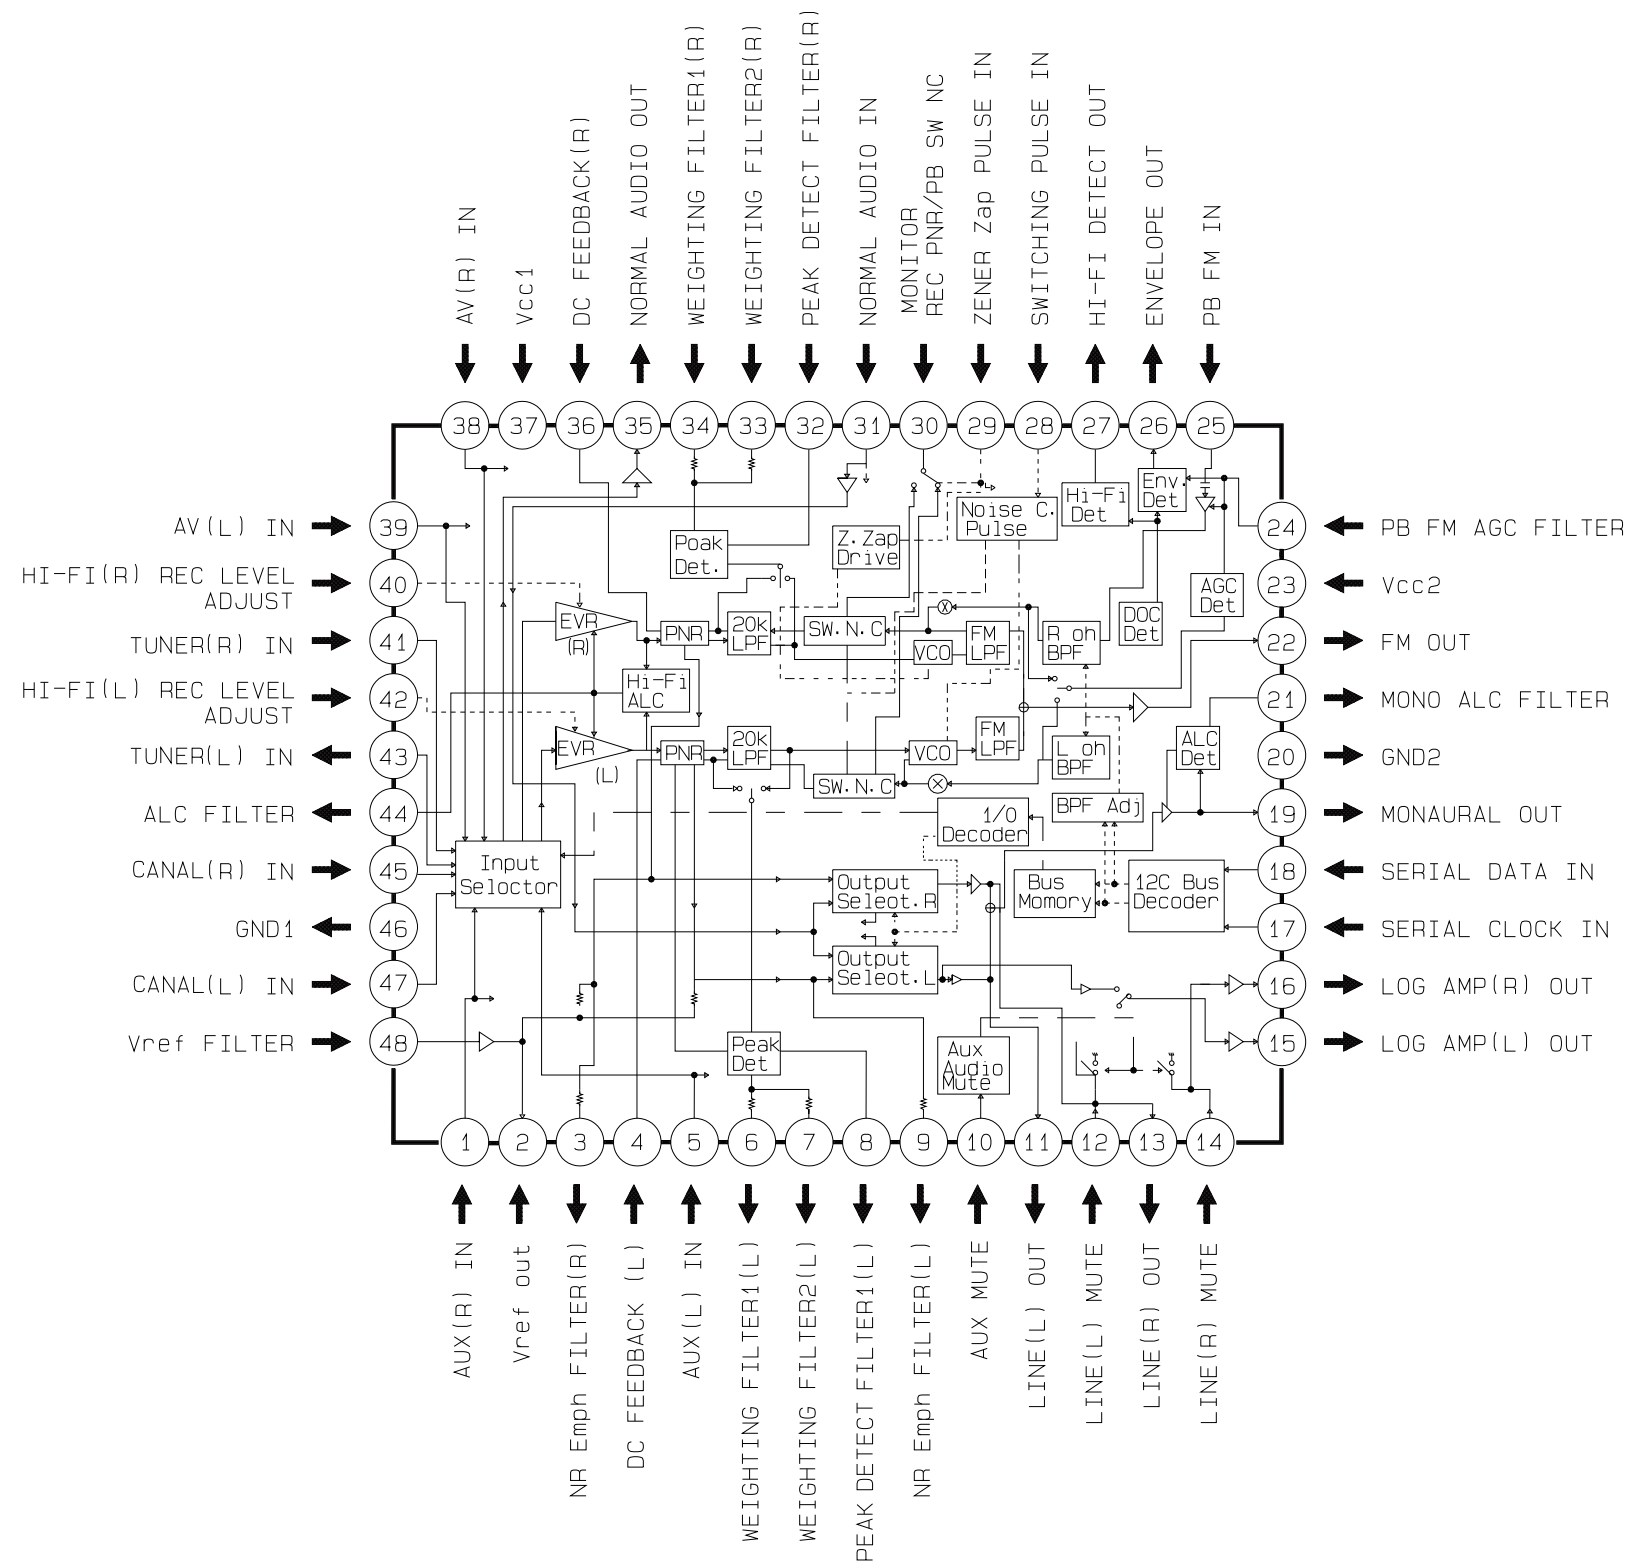 AV(R) IN
Vcc1
DC FEEDBACK(R)
NORMAL AUDIO OUT
WEIGHTING FILTER1(R)
WEIGHTING FILTER2(R)
PEAK DETECT FILTER(R)
NORMAL AUDIO IN
MONITOR
REC PNR/PB SW NC
ZENER Zap PULSE IN
SWITCHING PULSE IN
HI-FI DETECT OUT
ENVELOPE OUT
PB FM IN
38 37 36 35 34 33 32 31 30 29 28 27 26 25
AV(L) IN
39
HI-FI(R) REC LEVEL
ADJUST
40
TUNER(R) IN
41
HI-FI(L) REC LEVEL
ADJUST
42
TUNER(L) IN
43
ALC FILTER
44
CANAL(R) IN
45
GND1
46
CANAL(L) IN
47
Vref FILTER
48
Env.
Det
Hi-Fi
Det
Noise C.
Pulse
Z.Zap
Drive
Poak
Det.
AGC
Det
DOC
Det
EVR
(R)
PNR
20k
LPF
SW.N.C
VCO
FM
LPF
R oh
BPF
Hi-Fi
ALC
EVR
(L)
PNR
20k
LPF
SW.N.C
VCO
FM
LPF
L oh
BPF
ALC
Det
1/0
Decoder
BPF Adj
Input
Seloctor
Output
Seleot.R
Bus
Momory
12C Bus
Decoder
Output
Seleot.L
Peak
Det
Aux
Audio
Mute
24
PB FM AGC FILTER
23
Vcc2
22
FM OUT
21
MONO ALC FILTER
20
GND2
19
MONAURAL OUT
18
SERIAL DATA IN
17
SERIAL CLOCK IN
16
LOG AMP(R) OUT
15
LOG AMP(L) OUT
1 2 3 4 5 6 7 8 9 10 11 12 13 14
AUX(R) IN
Vref out
NR Emph FILTER(R)
DC FEEDBACK (L)
AUX(L) IN
WEIGHTING FILTER1(L)
WEIGHTING FILTER2(L)
PEAK DETECT FILTER1(L)
NR Emph FILTER(L)
AUX MUTE
LINE(L) OUT
LINE(L) MUTE
LINE(R) OUT
LINE(R) MUTE